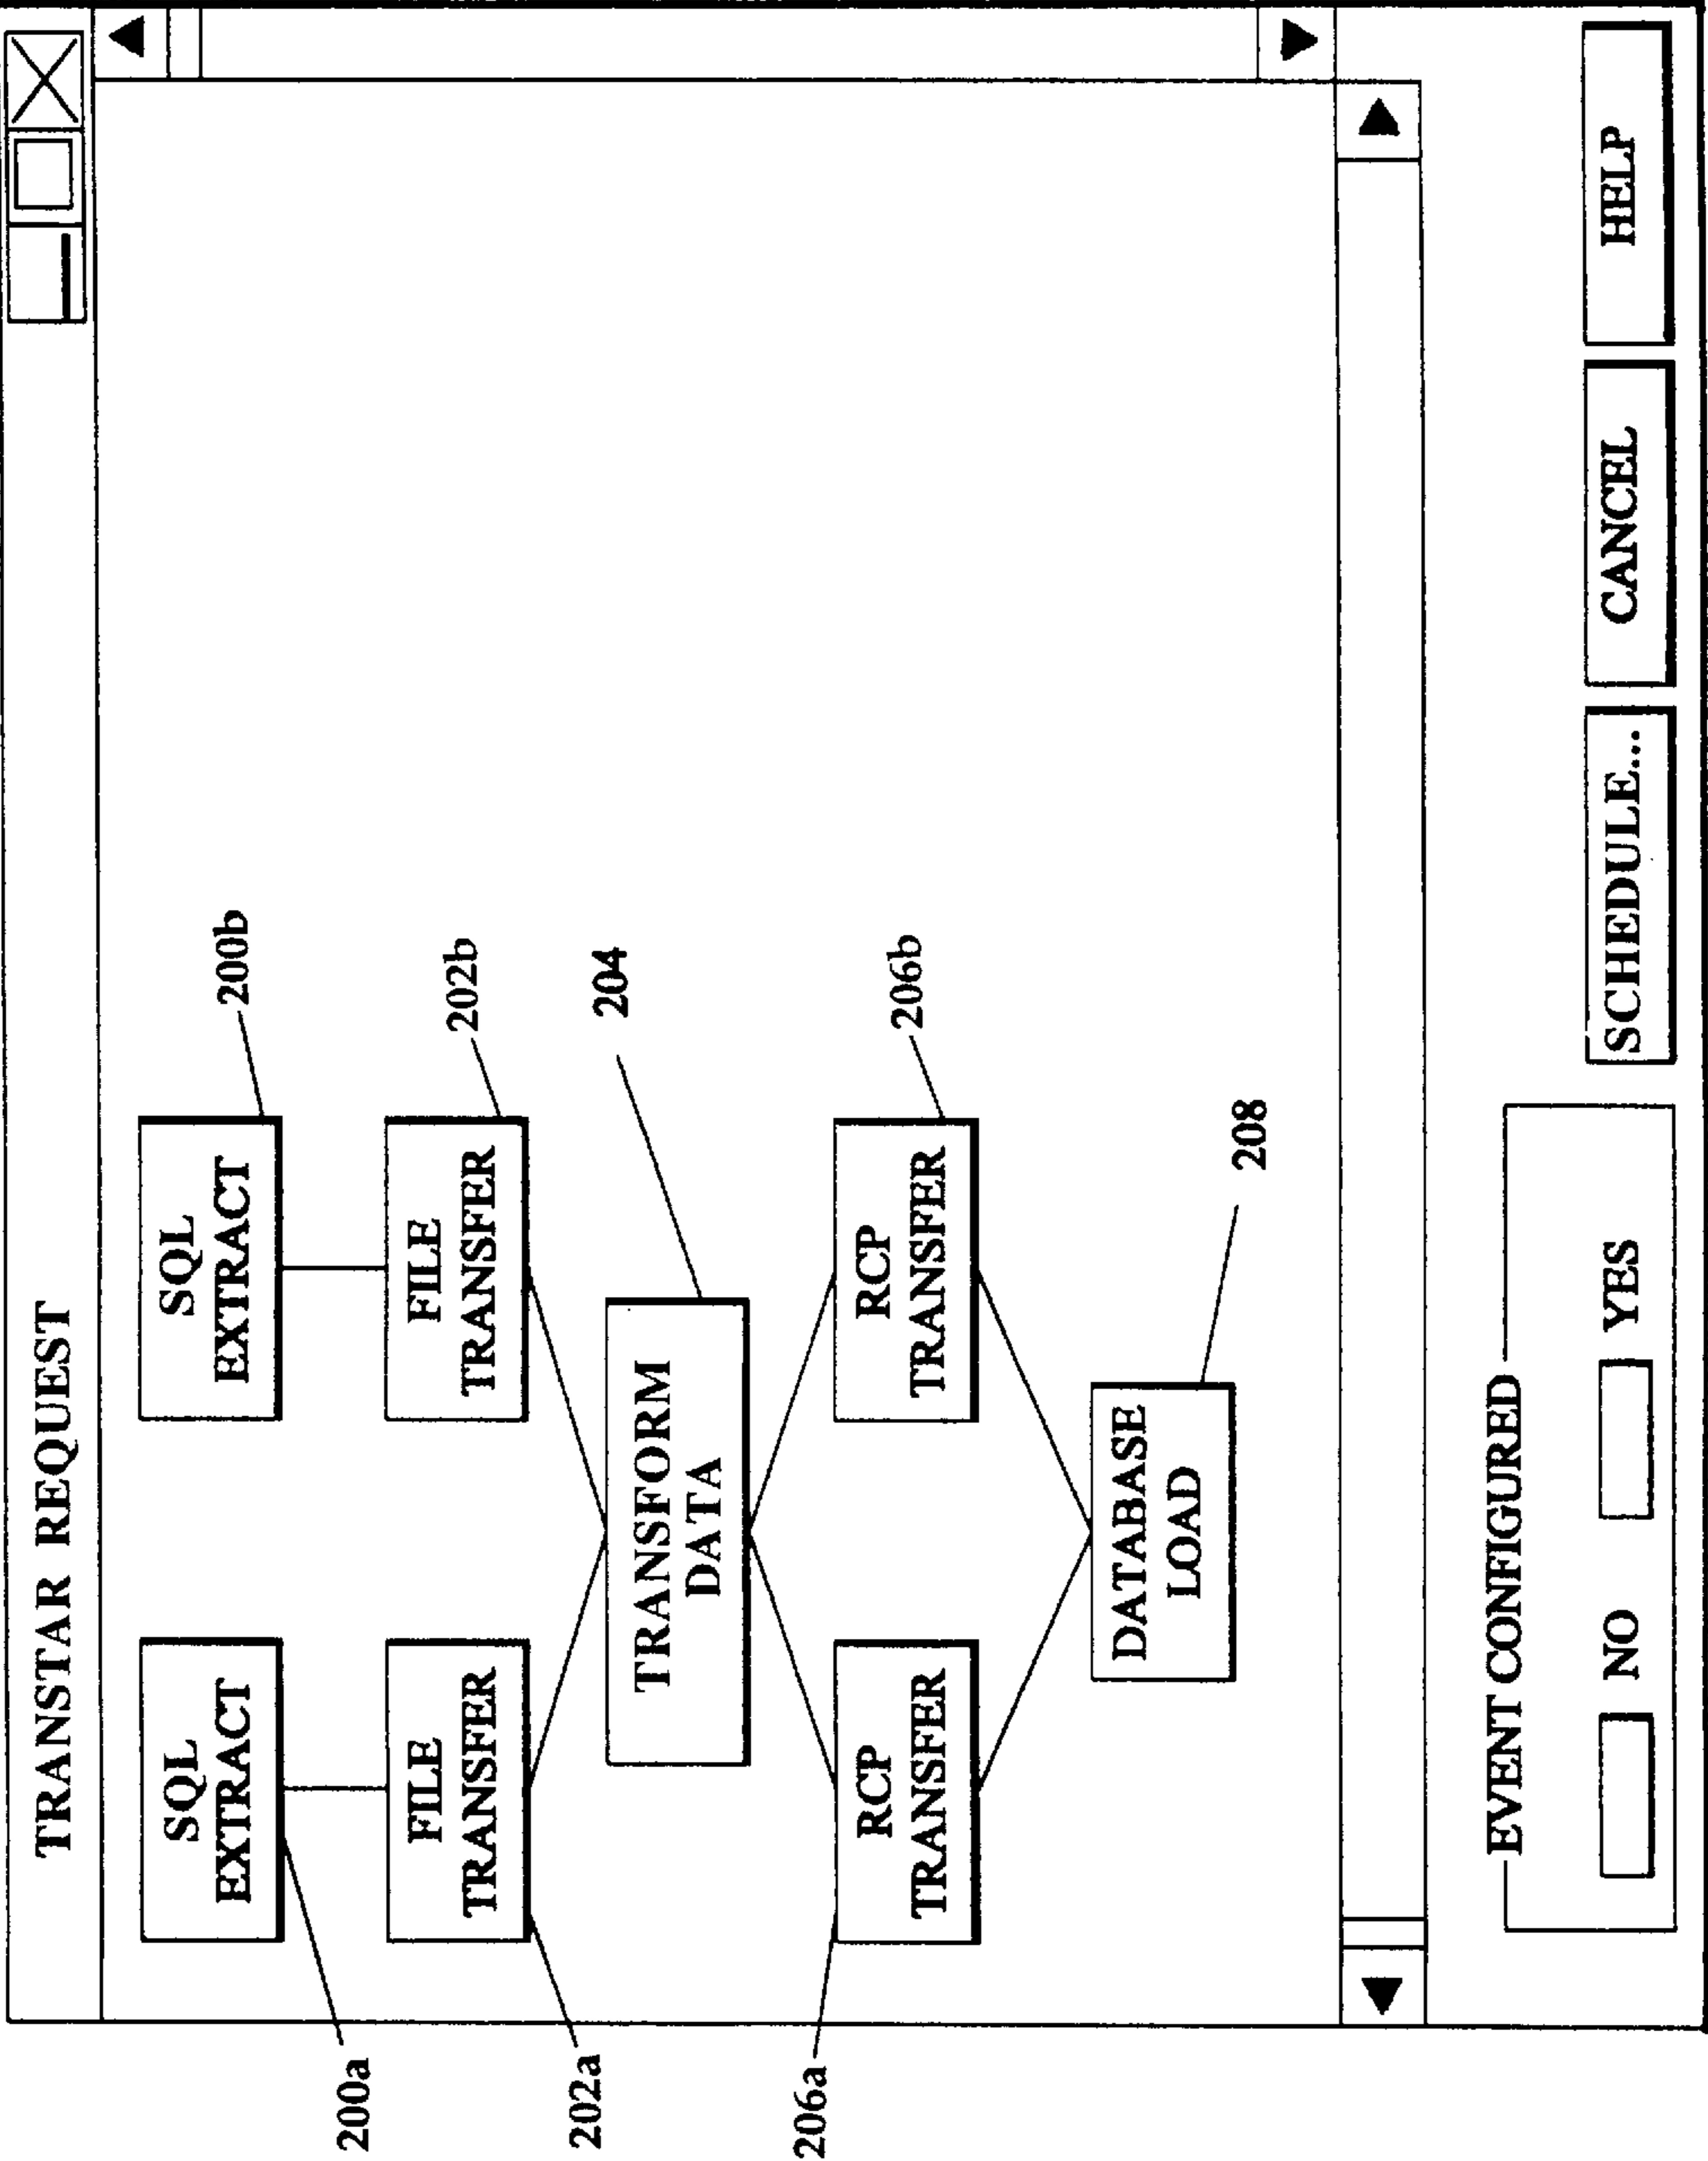 TRANSTAR REQUEST
SQL
EXTRACT
200a
SQL
EXTRACT
200b
FILE
TRANSFER
202a
FILE
TRANSFER
202b
TRANSFORM
DATA
204
RCP
TRANSFER
206a
RCP
TRANSFER
206b
DATABASE
LOAD
208
EVENT CONFIGURED
NO
YES
SCHEDULE...
CANCEL
HELP